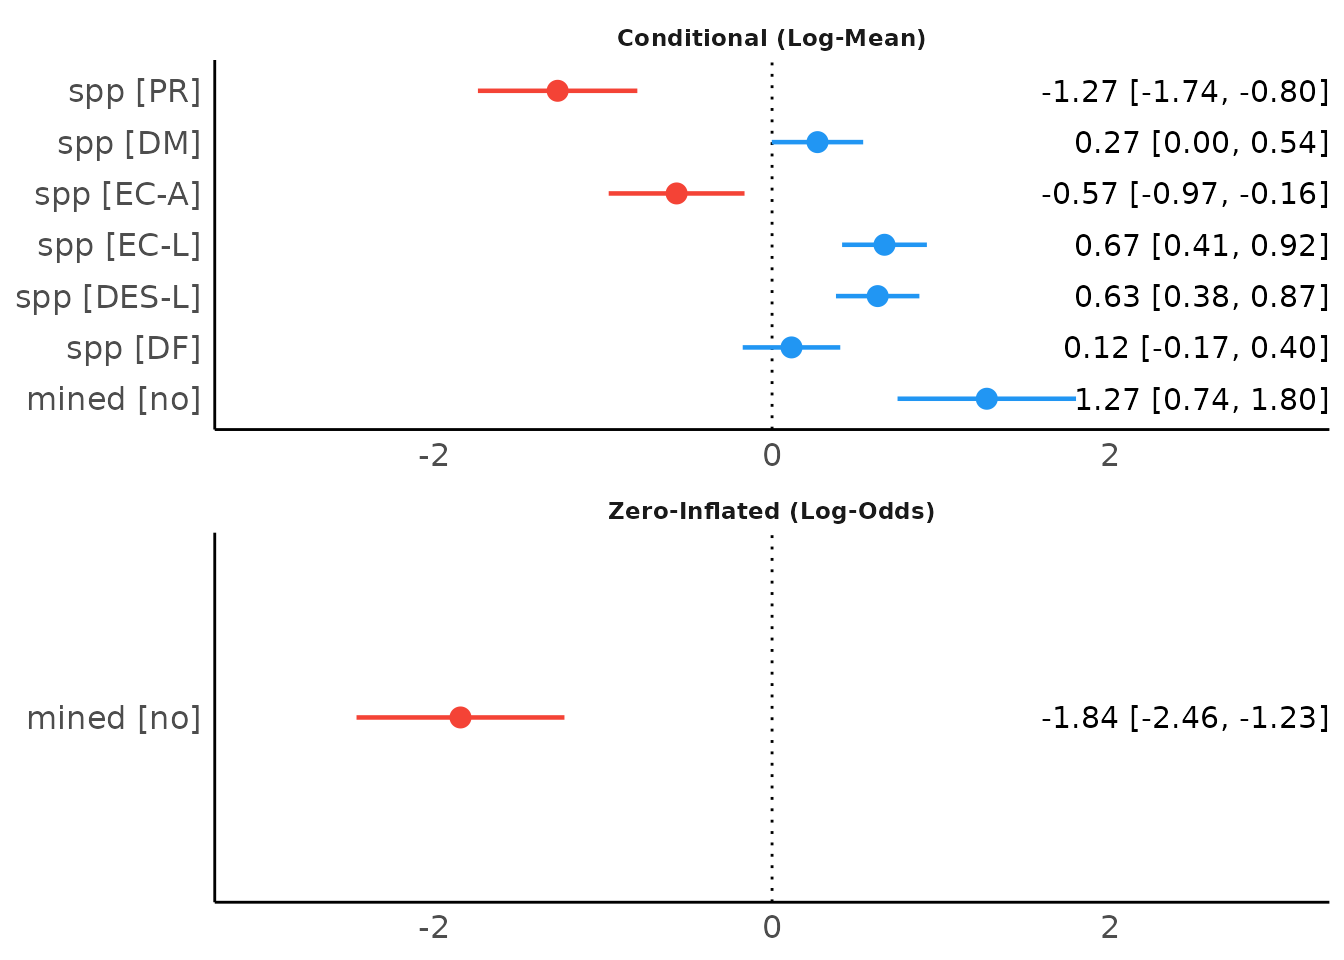 Conditional (Log-Mean)
spp [PR] -1.27 [-1.74, -0.80]
spp [DM] 0.27 [0.00, 0.54]
spp [EC-A] -0.57 [-0.97, -0.16]
spp [EC-L] 0.67 [0.41, 0.92]
spp [DES-L] 0.63 [0.38, 0.87]
spp [DF] 0.12 [-0.17, 0.40]
mined [no] 1.27 [0.74, 1.80]
-2 0 2
Zero-Inflated (Log-Odds)
mined [no] -1.84 [-2.46, -1.23]
-2 0 2